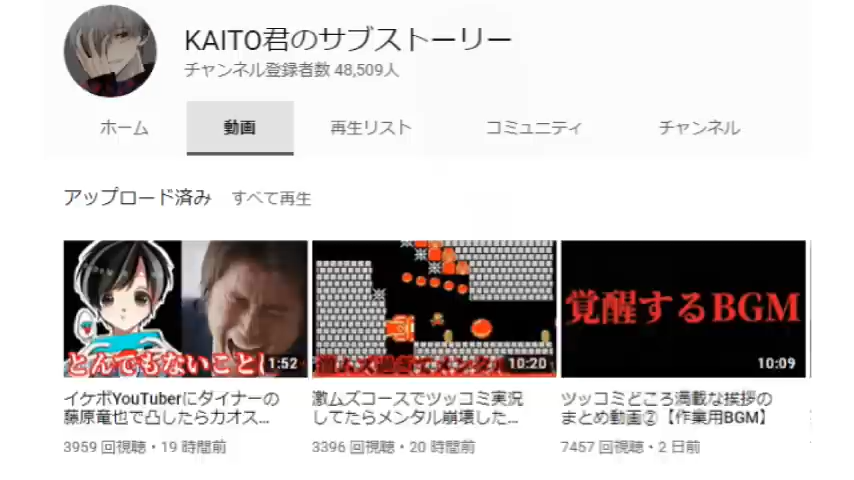 KAITO君のサブストーリー
チャンネル登録者数 48,509人
ホーム 動画 再生リスト コミュニティ チャンネル
アップロード済み すべて再生
とんでもないことに
1:52
10:20
覚醒するBGM
10:09
イケボYouTuberにダイナーの
藤原竜也で凸したらカオス...
3959 回視聴・19 時間前
激ムズコースでツッコミ実況
してたらメンタル崩壊した...
3396 回視聴・20 時間前
ツッコミどころ満載な挨拶の
まとめ動画②【作業用BGM】
7457 回視聴・2 日前